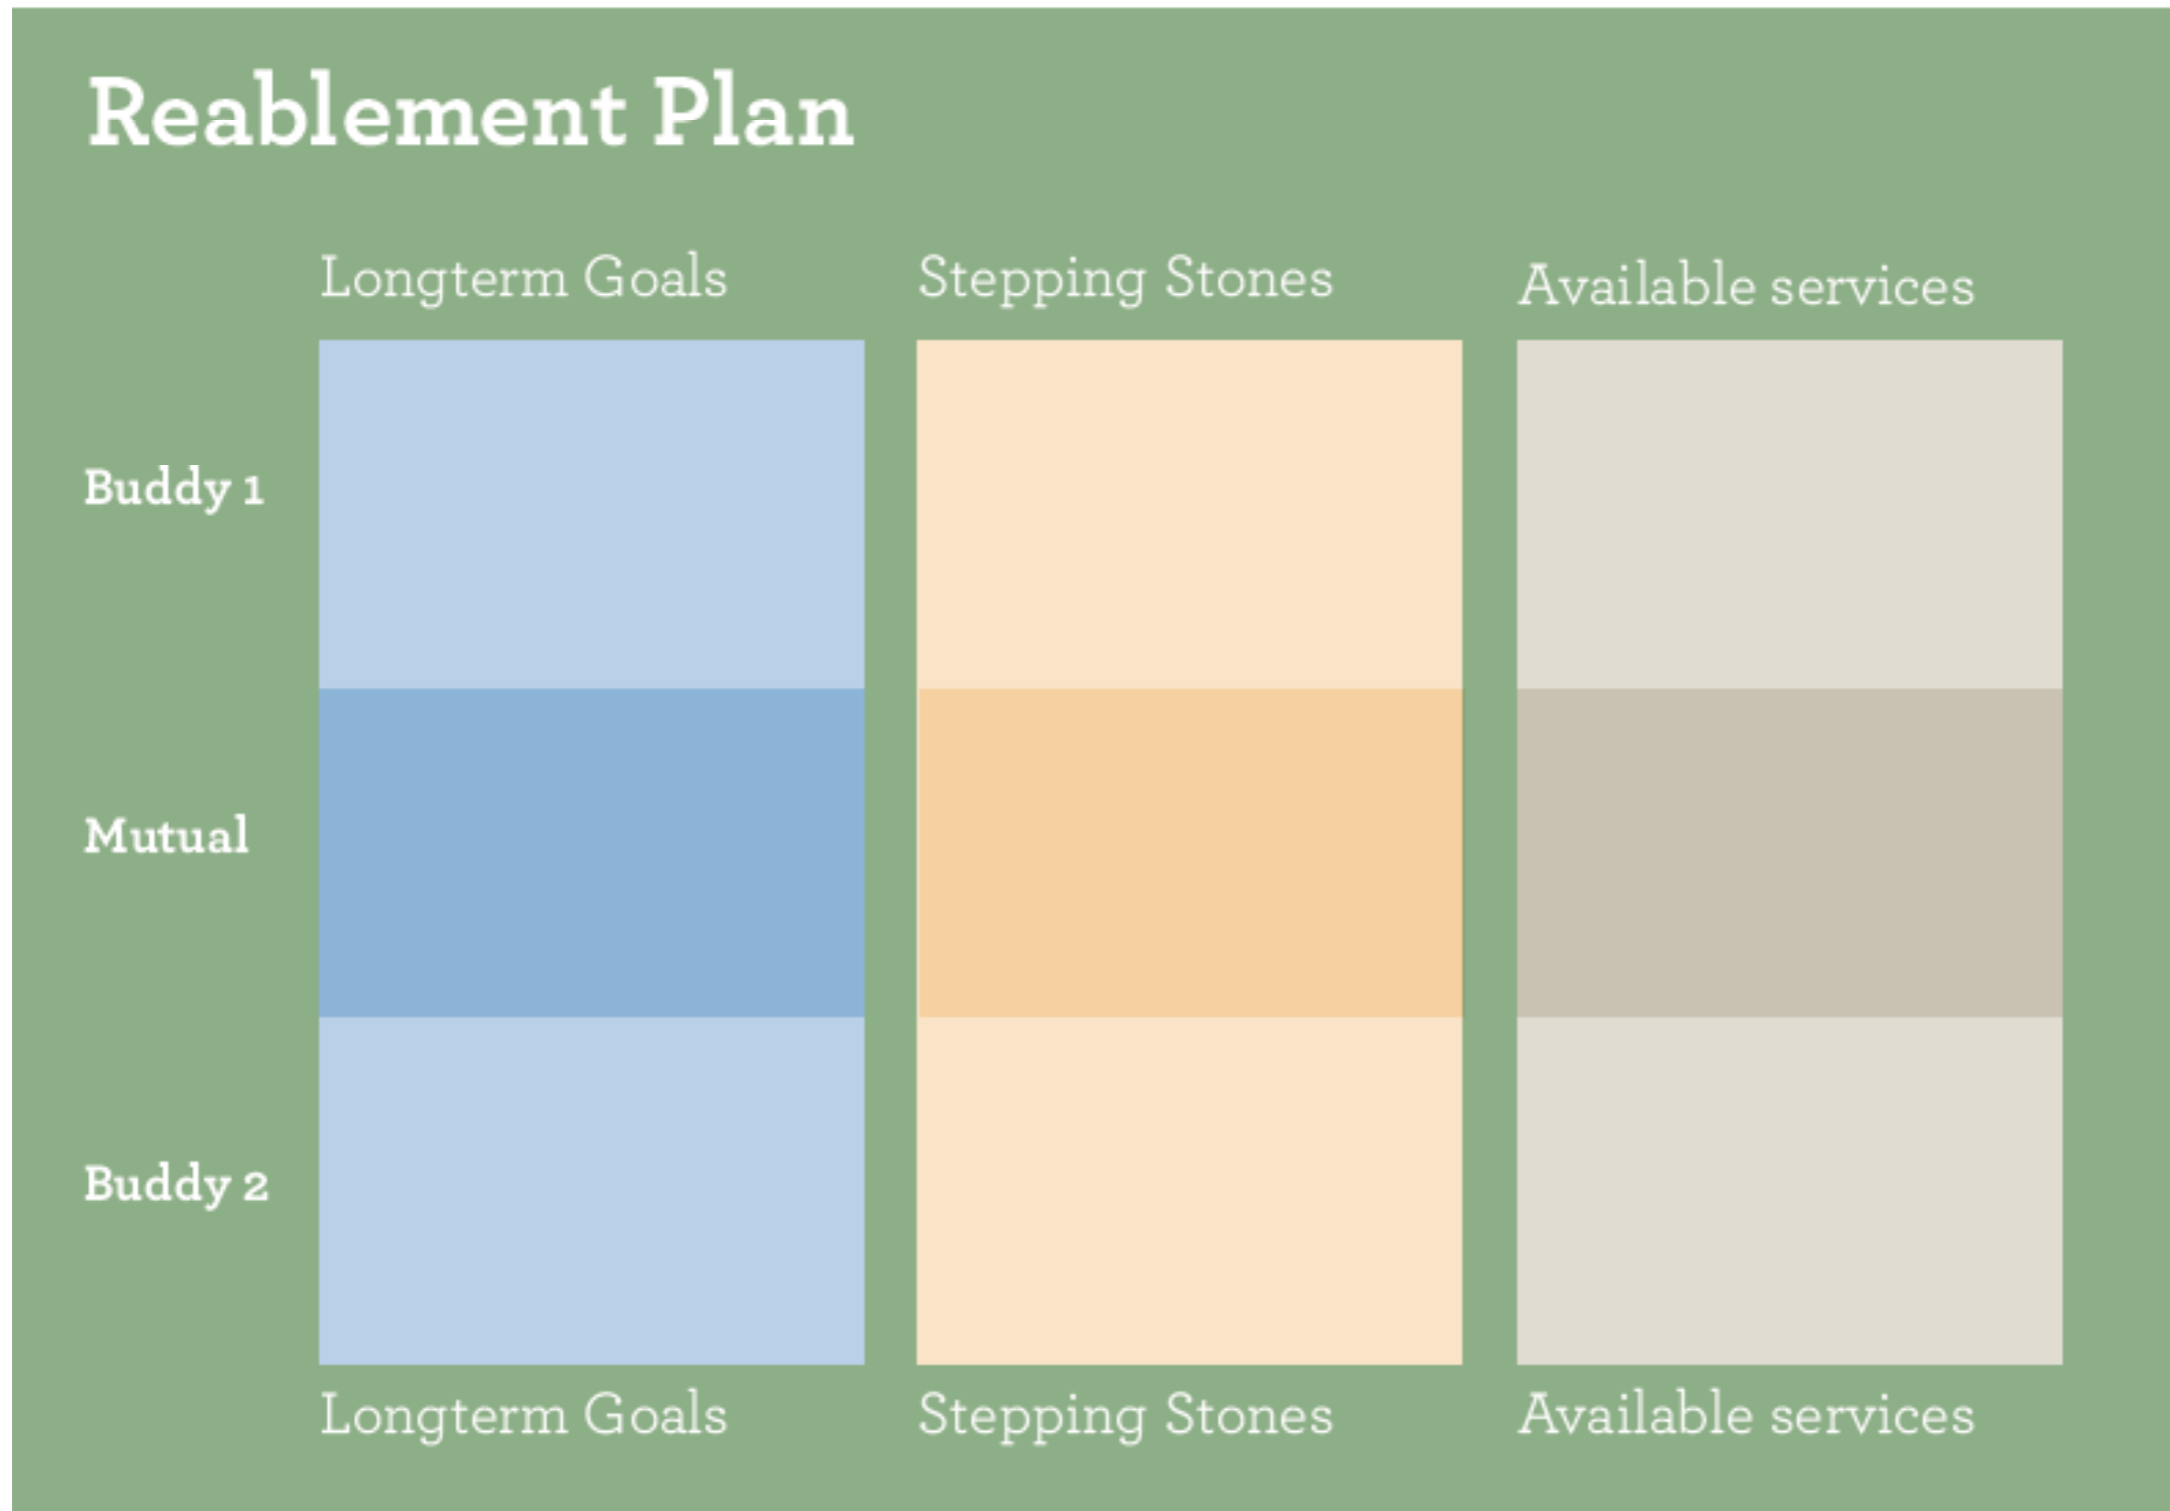 Reablement Plan
Longterm Goals
Stepping Stones
Available services
Buddy 1
Mutual
Buddy 2
Longterm Goals
Stepping Stones
Available services